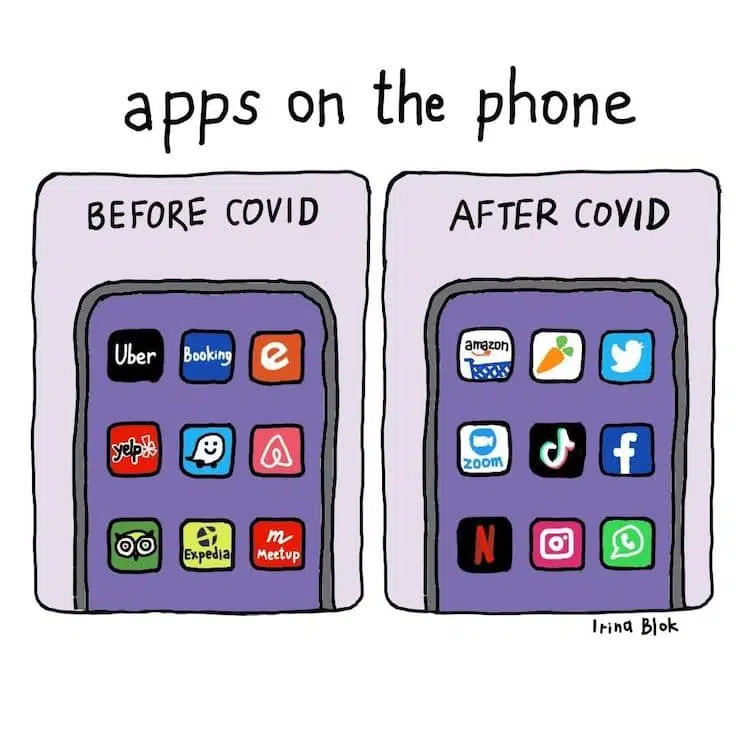 apps on the phone
BEFORE COVID
Uber
Booking
e
yelp
Expedia
m
Meetup
AFTER COVID
amazon
zoom
f
N
Irina Blok